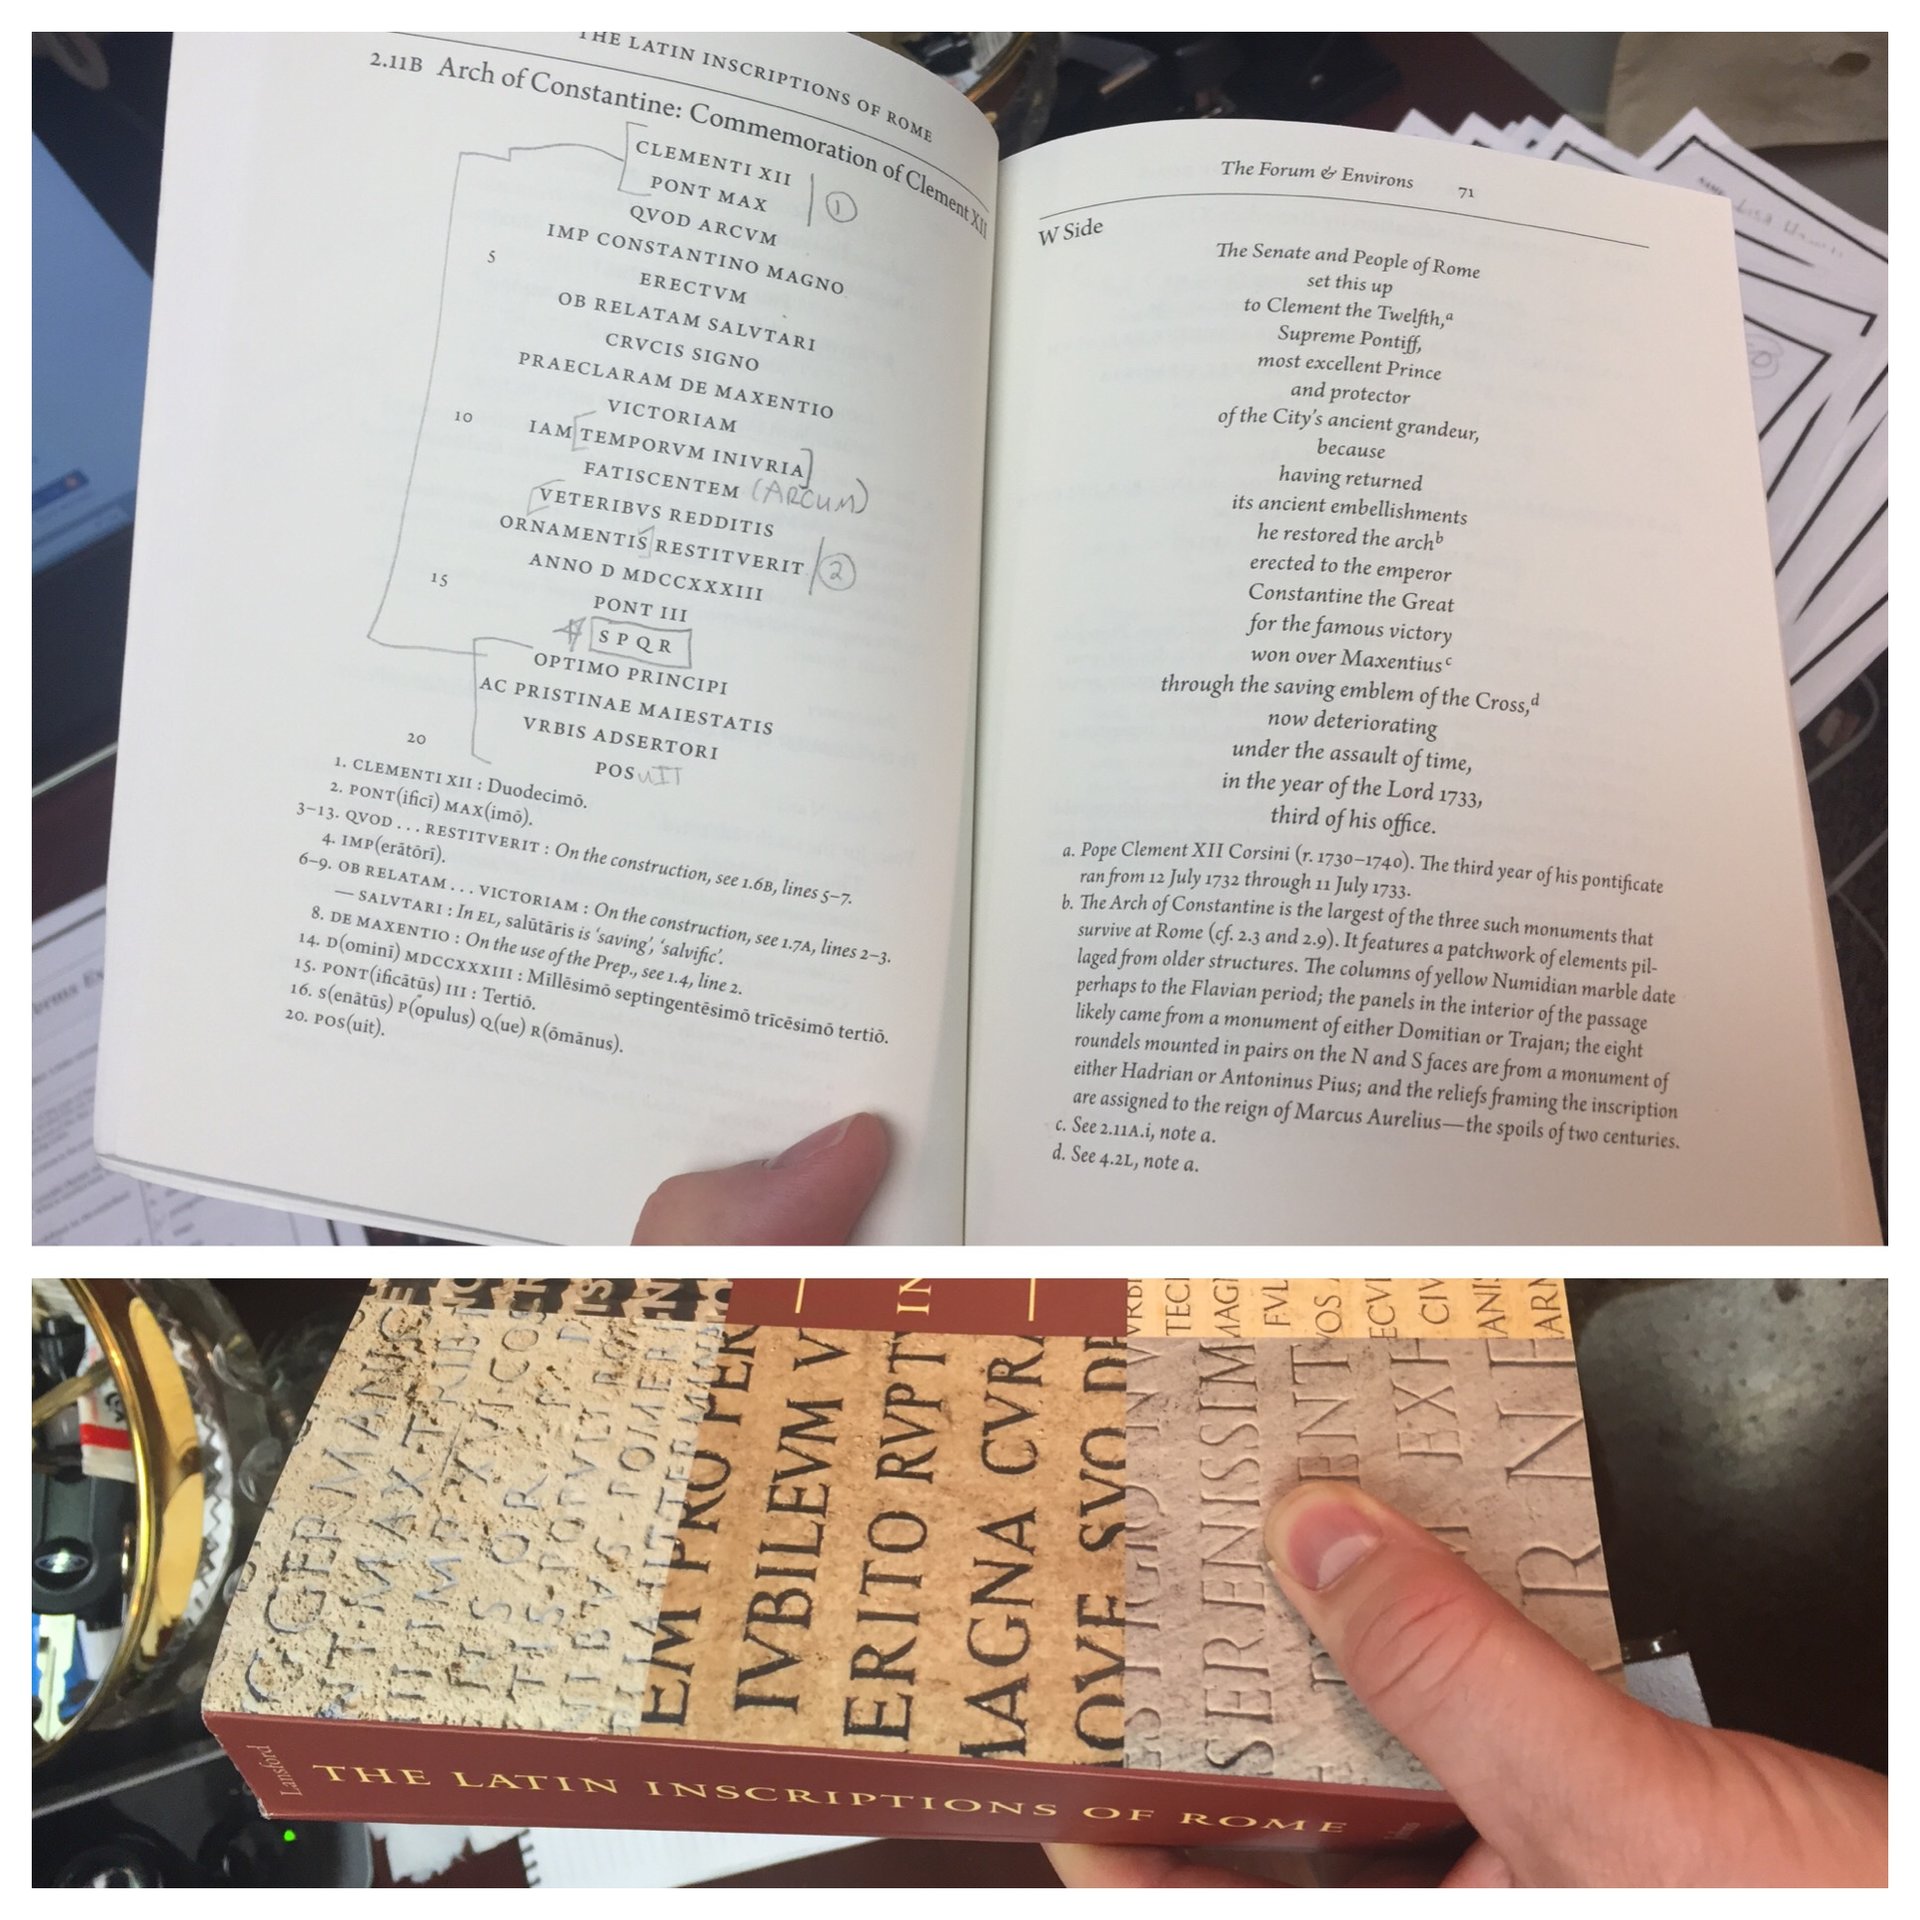 THE LATIN INSCRIPTIONS OF ROME
2.11B Arch of Constantine: Commemoration of Clement XII
CLEMENTI XII
PONT MAX
1
QVOD ARCVM
IMP CONSTANTINO MAGNO
5 ERECTVM
OB RELATAM SALVTARI
CRVCIS SIGNO
PRAECLARAM DE MAXENTIO
VICTORIAM
10 IAM TEMPORVM INIVRIA
FATISCENTEM (ARCUM)
VETERIBVS REDDITIS
ORNAMENTIS RESTITVERIT 2
ANNO D MDCCXXXIII
15 PONT III
S P Q R
OPTIMO PRINCIPI
AC PRISTINAE MAIESTATIS
VRBIS ADSERTORI
20 POSuIT
1. CLEMENTI XII : Duodecimō.
2. PONT(ificī) MAX(imō).
3–13. QVOD . . . RESTITVERIT : On the construction, see 1.6B, lines 5–7.
4. IMP(erātōrī).
6–9. OB RELATAM . . . VICTORIAM : On the construction, see 1.7A, lines 2–3.
— SALVTARI : In EL, salūtāris is ‘saving’, ‘salvific’.
8. DE MAXENTIO : On the use of the Prep., see 1.4, line 2.
14. D(ominī) MDCCXXXIII : Mīllēsimō septingentēsimō trīcēsimō tertiō.
15. PONT(ificātūs) III : Tertiō.
16. S(enātūs) P(opulus) Q(ue) R(ōmānus).
20. POS(uit).
The Forum & Environs 71
W Side
The Senate and People of Rome
set this up
to Clement the Twelfth,a
Supreme Pontiff,
most excellent Prince
and protector
of the City’s ancient grandeur,
because
having returned
its ancient embellishments
he restored the archb
erected to the emperor
Constantine the Great
for the famous victory
won over Maxentiusc
through the saving emblem of the Cross,d
now deteriorating
under the assault of time,
in the year of the Lord 1733,
third of his office.
a. Pope Clement XII Corsini (r. 1730–1740). The third year of his pontificate
ran from 12 July 1732 through 11 July 1733.
b. The Arch of Constantine is the largest of the three such monuments that
survive at Rome (cf. 2.3 and 2.9). It features a patchwork of elements pil-
laged from older structures. The columns of yellow Numidian marble date
perhaps to the Flavian period; the panels in the interior of the passage
likely came from a monument of either Domitian or Trajan; the eight
roundels mounted in pairs on the N and S faces are from a monument of
either Hadrian or Antoninus Pius; and the reliefs framing the inscription
are assigned to the reign of Marcus Aurelius—the spoils of two centuries.
c. See 2.11A.i, note a.
d. See 4.2L, note a.
IN
EM PRO PER
IVBILEVM V
ERITO RVPT
MAGNA CVRA
IOVE SVO DE
SERENISSIM
Lansford THE LATIN INSCRIPTIONS OF ROME